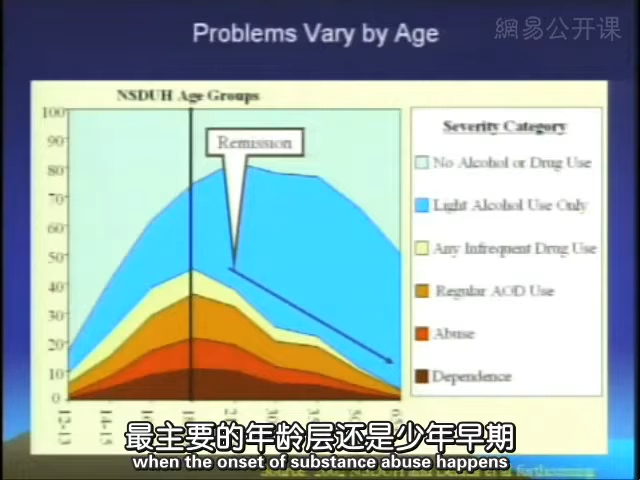 網易公开课
Problems Vary by Age
NSDUH Age Groups
100
90
80
70
60
50
40
30
20
10
0
Remission
Severity Category
No Alcohol or Drug Use
Light Alcohol Use Only
Any Infrequent Drug Use
Regular AOD Use
Abuse
Dependence
12-13
14-15
最主要的年龄层还是少年早期
when the onset of substance abuse happens